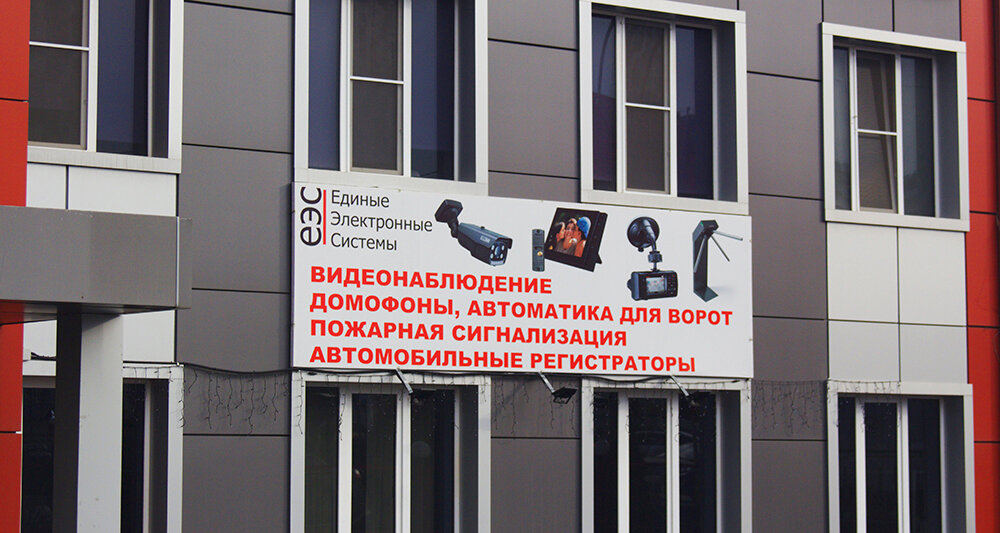 ЕЭС
Единые
Электронные
Системы
ВИДЕОНАБЛЮДЕНИЕ
ДОМОФОНЫ, АВТОМАТИКА ДЛЯ ВОРОТ
ПОЖАРНАЯ СИГНАЛИЗАЦИЯ
АВТОМОБИЛЬНЫЕ РЕГИСТРАТОРЫ